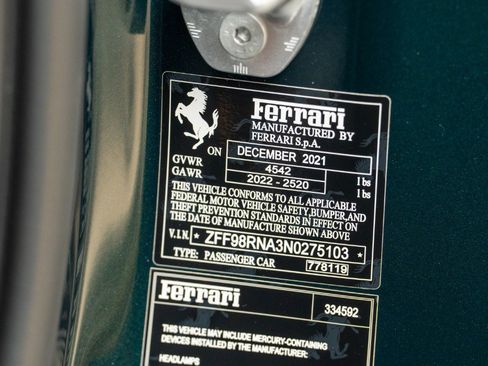 Ferrari
MANUFACTURED BY
FERRARI S.p.A.
ON DECEMBER 2021
GVWR 4542 lbs
GAWR 2022 - 2520 lbs
THIS VEHICLE CONFORMS TO ALL APPLICABLE
FEDERAL MOTOR VEHICLE SAFETY,BUMPER,AND
THEFT PREVENTION STANDARDS IN EFFECT ON
THE DATE OF MANUFACTURE SHOWN ABOVE
V.I.N. * ZFF98RNA3N0275103 *
TYPE: PASSENGER CAR 778119
Ferrari 334592
THIS VEHICLE MAY INCLUDE MERCURY-CONTAINING
DEVICES INSTALLED BY THE MANUFACTURER:
HEADLAMPS